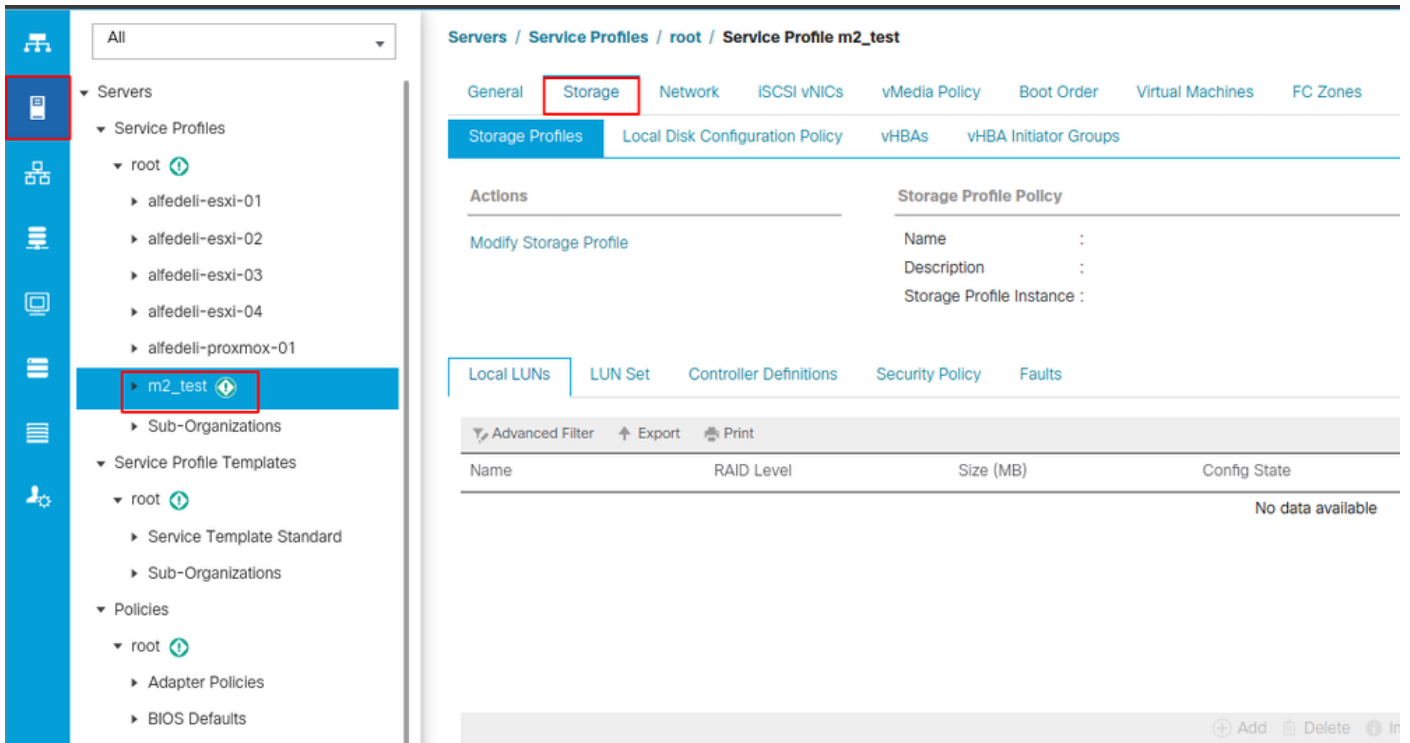 All
Servers
Service Profiles
root
alfedeli-esxi-01
alfedeli-esxi-02
alfedeli-esxi-03
alfedeli-esxi-04
alfedeli-proxmox-01
m2_test
Sub-Organizations
Service Profile Templates
root
Service Template Standard
Sub-Organizations
Policies
root
Adapter Policies
BIOS Defaults
Servers / Service Profiles / root / Service Profile m2_test
General Storage Network iSCSI vNICs vMedia Policy Boot Order Virtual Machines FC Zones
Storage Profiles Local Disk Configuration Policy vHBAs vHBA Initiator Groups
Actions
Modify Storage Profile
Storage Profile Policy
Name :
Description :
Storage Profile Instance :
Local LUNs LUN Set Controller Definitions Security Policy Faults
Advanced Filter Export Print
Name RAID Level Size (MB) Config State
No data available
Add Delete